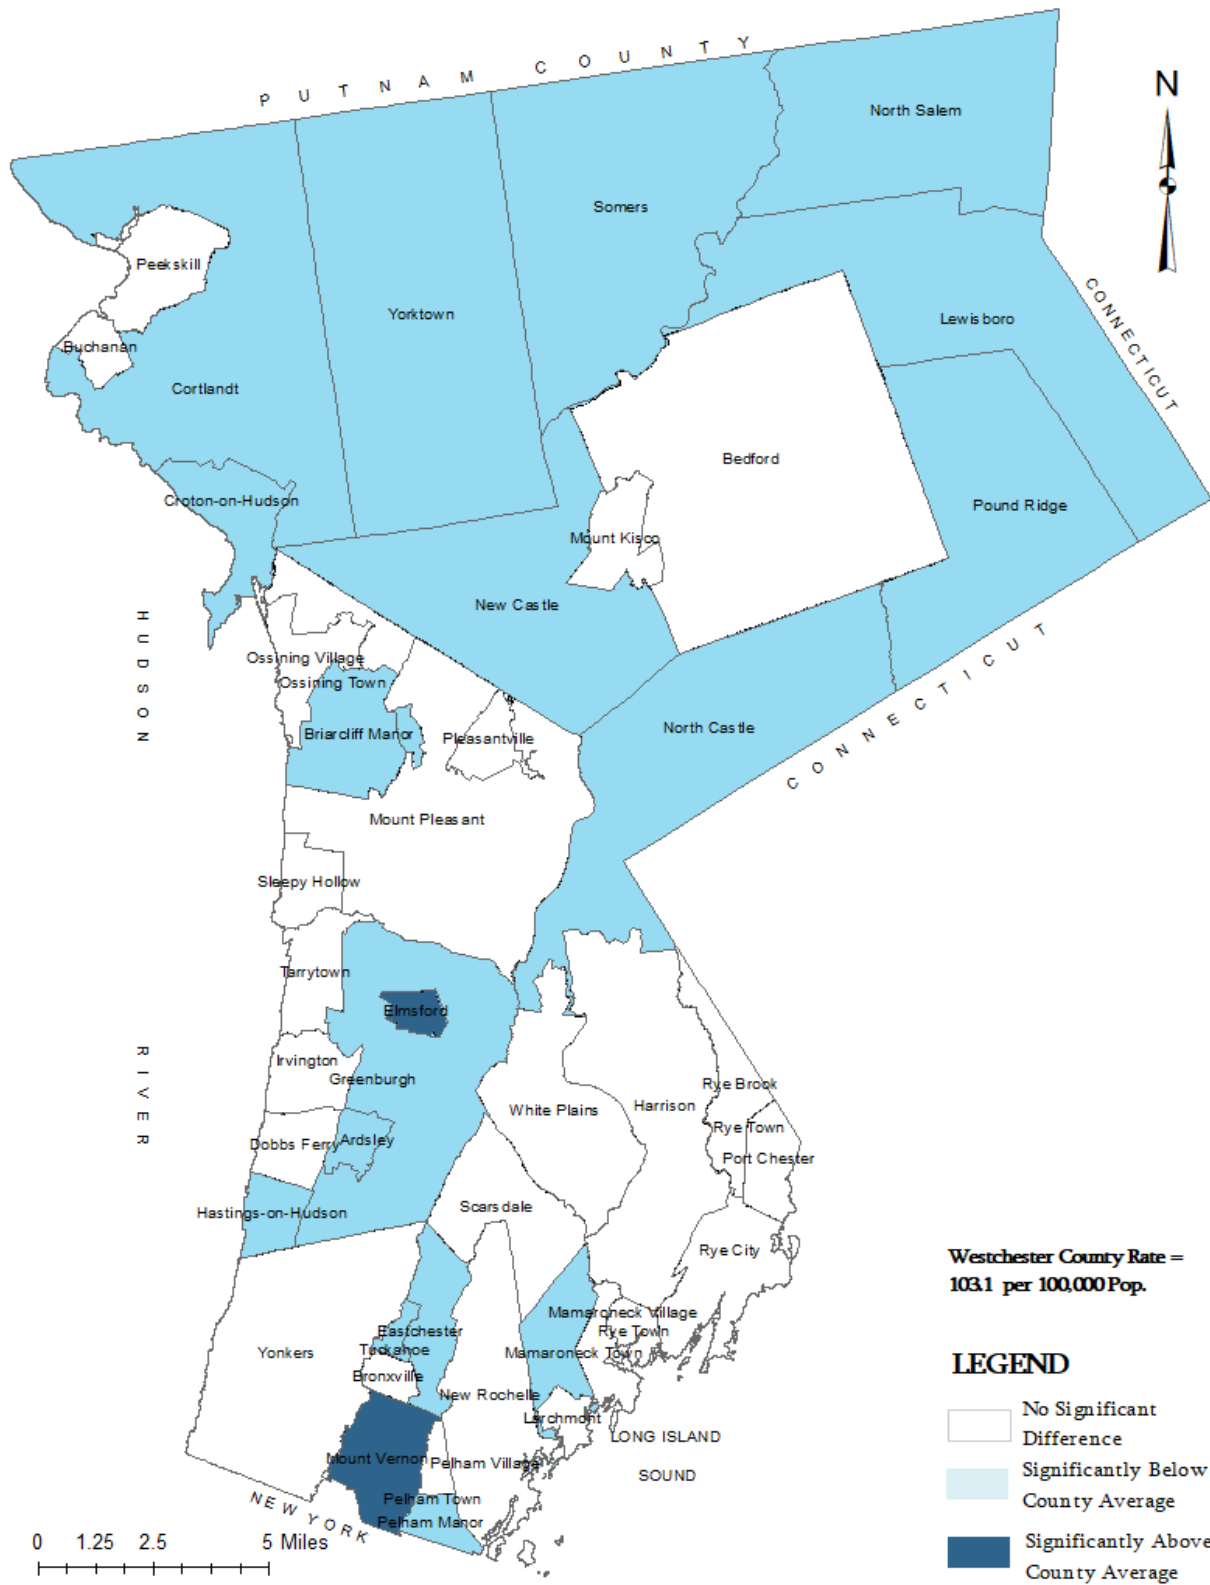 PUTNAM COUNTY
N
North Salem
Somers
Peekskill
Yorktown
Lewisboro
CONNECTICUT
Buchanan
Cortlandt
Bedford
Croton-on-Hudson
Pound Ridge
Mount Kisco
New Castle
HUDSON
Ossining Village
Ossining Town
North Castle
Briarcliff Manor
Pleasantville
CONNECTICUT
Mount Pleasant
Sleepy Hollow
Tarrytown
Elmsford
RIVER
Irvington
Greenburgh
Rye Brook
White Plains
Harrison
Rye Town
Dobbs Ferry
Ardsley
Port Chester
Scarsdale
Hastings-on-Hudson
Rye City
Westchester County Rate =
103.1 per 100,000 Pop.
Mamaroneck Village
Eastchester
Rye Town
Tuckahoe
Yonkers
Mamaroneck Town
Bronxville
New Rochelle
Larchmont
LONG ISLAND
SOUND
Mount Vernon
Pelham Village
Pelham Town
Pelham Manor
NEW YORK
LEGEND
No Significant
Difference
Significantly Below
County Average
Significantly Above
County Average
0 1.25 2.5 5 Miles